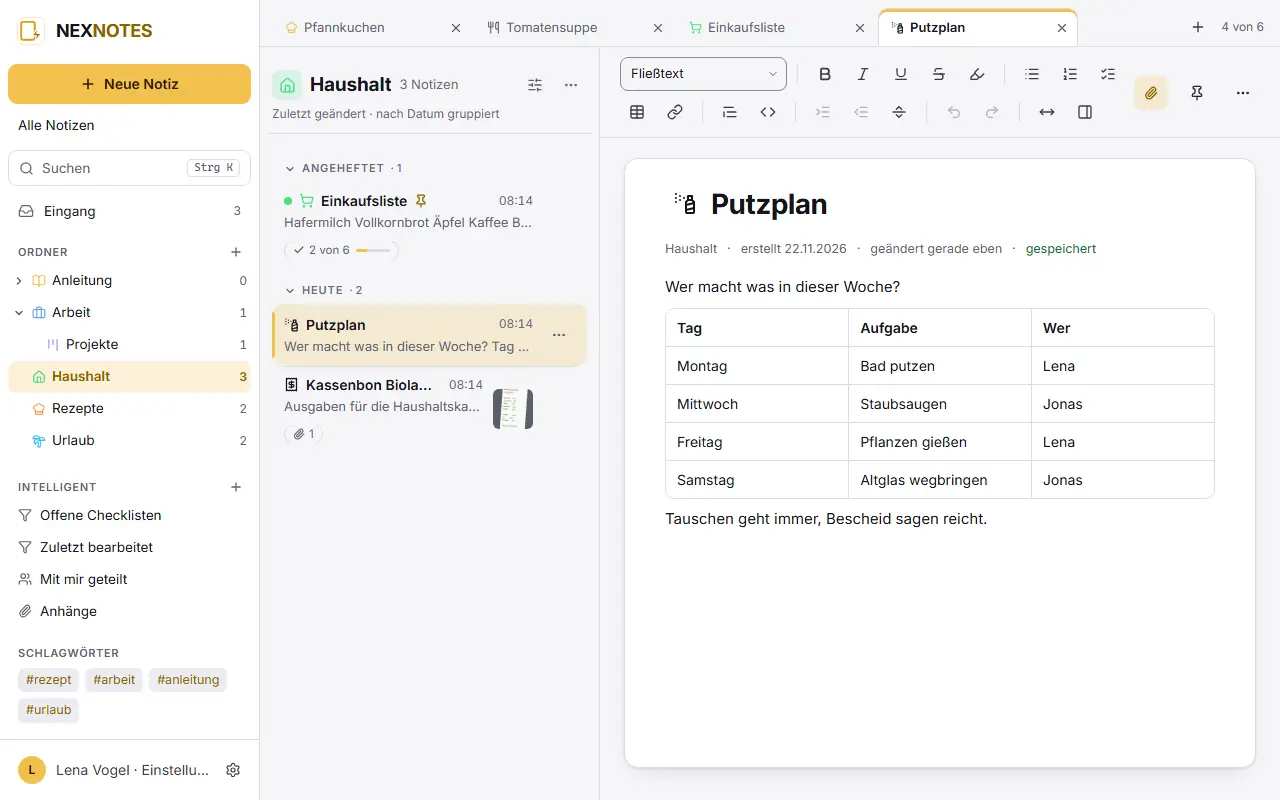 NEXNOTES
Neue Notiz
Alle Notizen
Suchen Strg K
Eingang 3
ORDNER
Anleitung 0
Arbeit 1
Projekte 1
Haushalt 3
Rezepte 2
Urlaub 2
INTELLIGENT
Offene Checklisten
Zuletzt bearbeitet
Mit mir geteilt
Anhänge
SCHLAGWÖRTER
#rezept #arbeit #anleitung
#urlaub
L Lena Vogel · Einstellu...
Pfannkuchen Tomatensuppe Einkaufsliste Putzplan 4 von 6
Haushalt 3 Notizen
Zuletzt geändert · nach Datum gruppiert
ANGEHEFTET · 1
Einkaufsliste 08:14
Hafermilch Vollkornbrot Äpfel Kaffee B...
2 von 6
HEUTE · 2
Putzplan 08:14
Wer macht was in dieser Woche? Tag ...
Kassenbon Biola... 08:14
Ausgaben für die Haushaltska...
1
Fließtext
Putzplan
Haushalt · erstellt 22.11.2026 · geändert gerade eben · gespeichert
Wer macht was in dieser Woche?
Tag Aufgabe Wer
Montag Bad putzen Lena
Mittwoch Staubsaugen Jonas
Freitag Pflanzen gießen Lena
Samstag Altglas wegbringen Jonas
Tauschen geht immer, Bescheid sagen reicht.